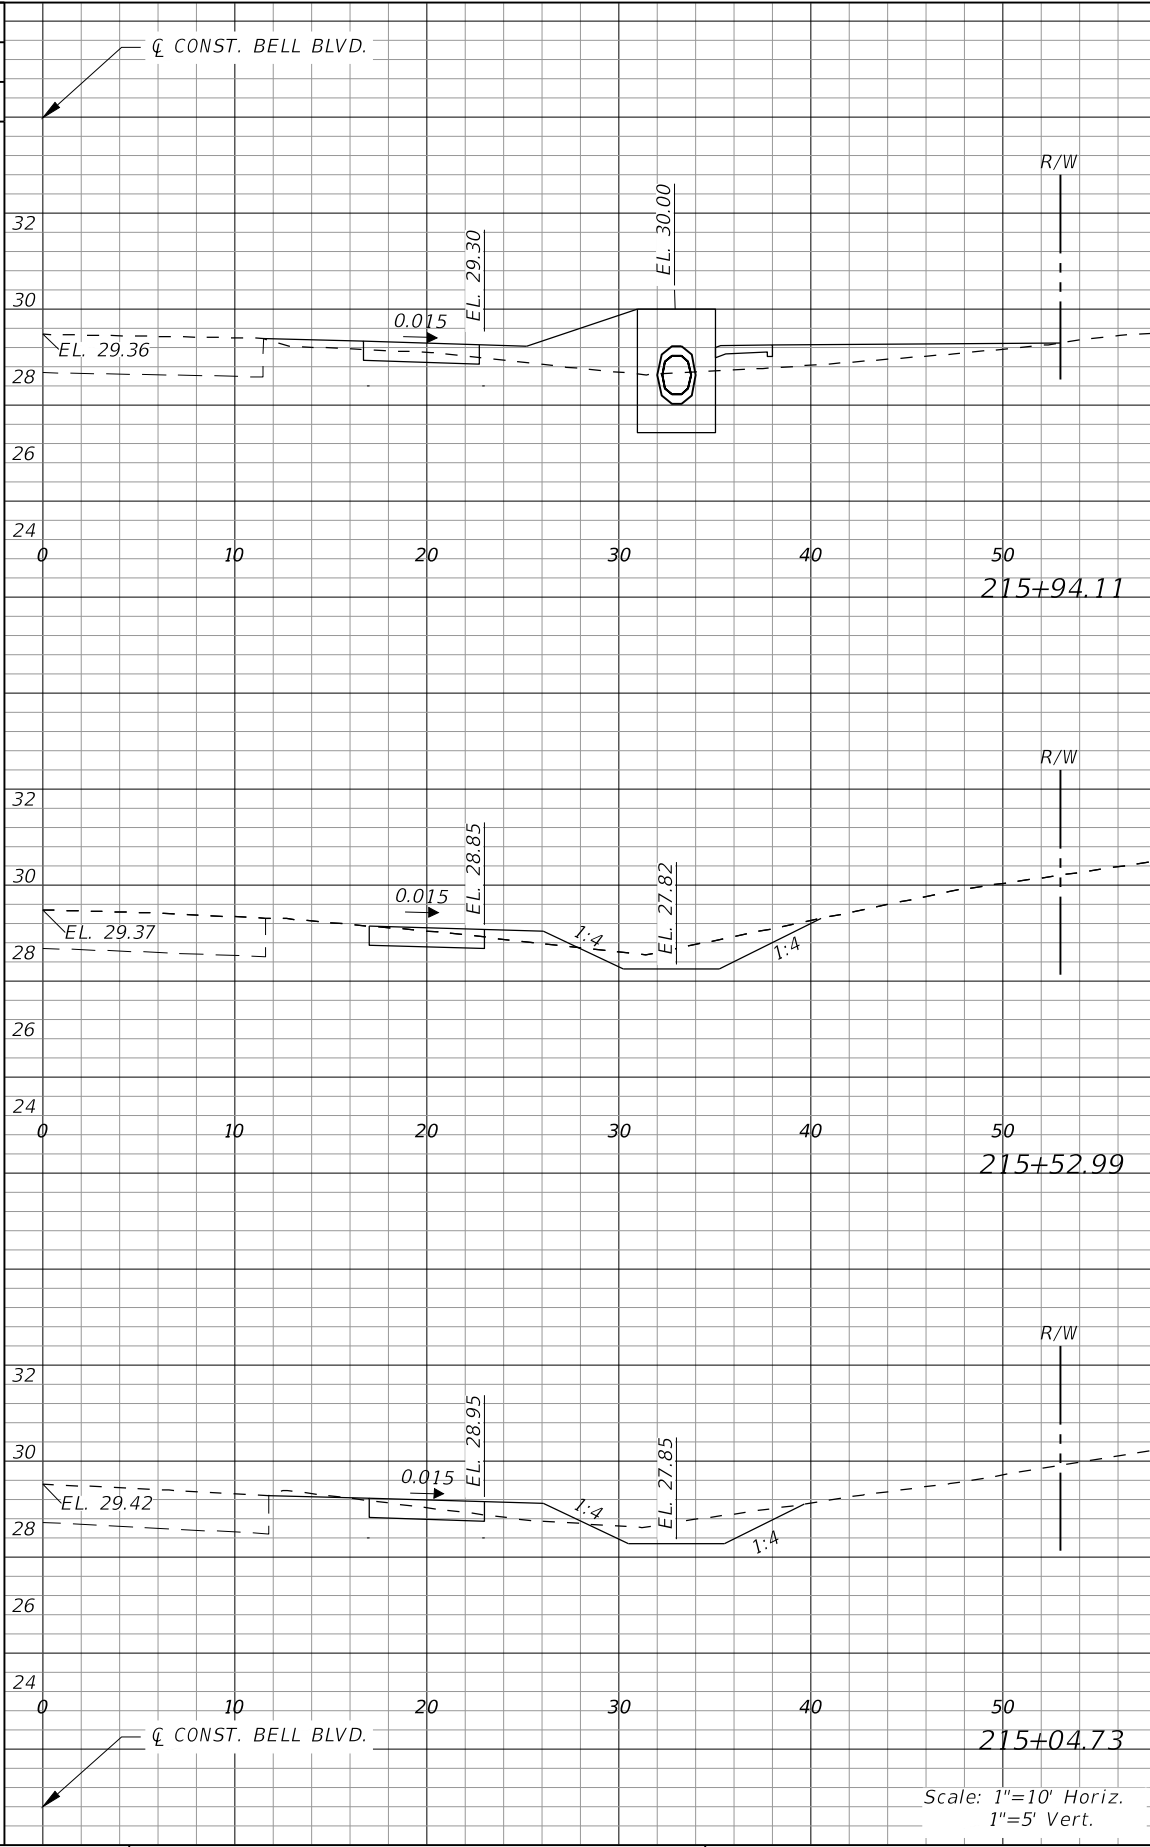 ℄ CONST. BELL BLVD.
R/W
32
EL. 30.00
EL. 29.30
30
0.015
EL. 29.36
28
26
24
0 10 20 30 40 50
215+94.11
R/W
32
EL. 28.85
EL. 27.82
30
0.015
EL. 29.37
1:4
1:4
28
26
24
0 10 20 30 40 50
215+52.99
R/W
32
EL. 28.95
EL. 27.85
30
0.015
EL. 29.42
1:4
28
1:4
26
24
0 10 20 30 40 50
℄ CONST. BELL BLVD.
215+04.73
Scale: 1"=10' Horiz.
1"=5' Vert.